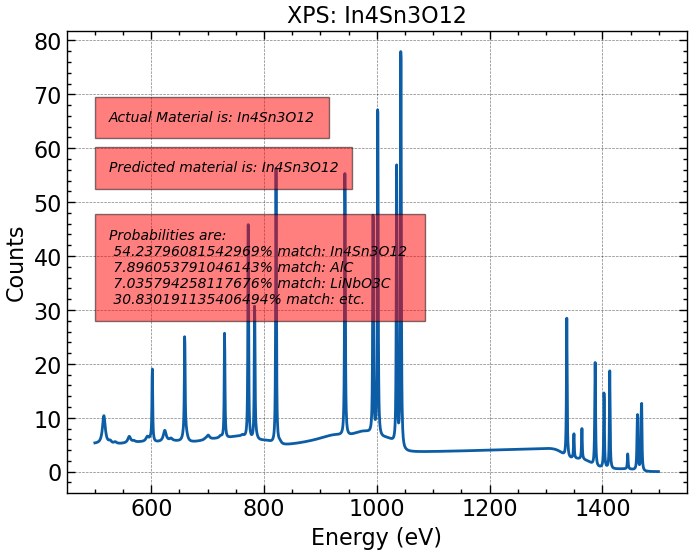 XPS: In4Sn3O12
80
70
60
50
40
30
20
10
0
Counts
Actual Material is: In4Sn3O12
Predicted material is: In4Sn3O12
Probabilities are:
54.23796081542969% match: In4Sn3O12
7.896053791046143% match: AlC
7.035794258117676% match: LiNbO3C
30.830191135406494% match: etc.
600
800
1000
1200
1400
Energy (eV)